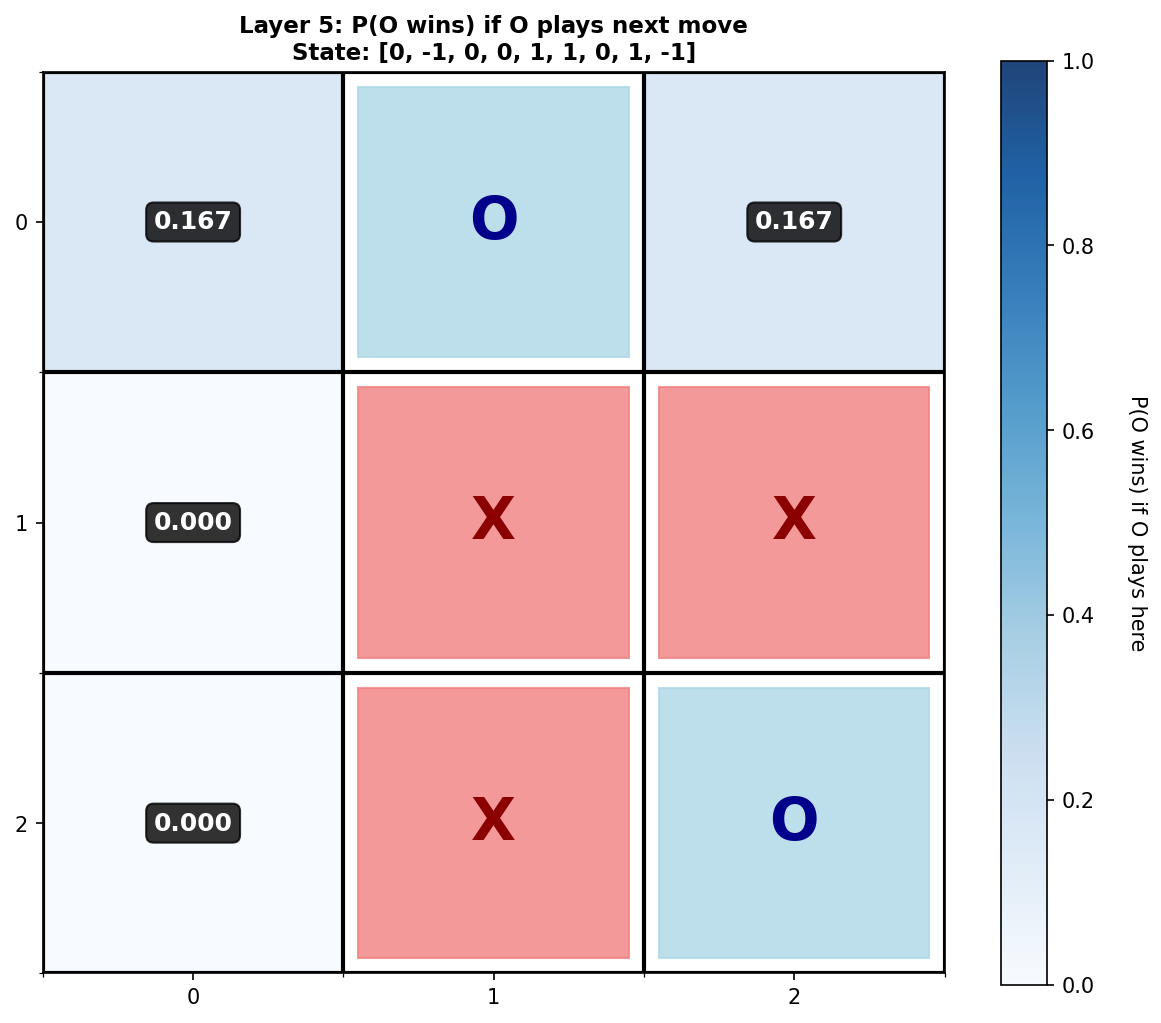 Layer 5: P(O wins) if O plays next move
State: [0, -1, 0, 0, 1, 1, 0, 1, -1]
0.167
O
0.167
0.000
X
X
0.000
X
O
0
1
2
0
1
2
1.0
0.8
0.6
0.4
0.2
0.0
P(O wins) if O plays here